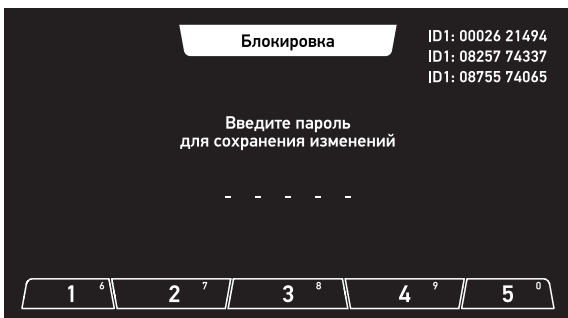 Блокировка
ID1: 00026 21494
ID1: 08257 74337
ID1: 08755 74065
Введите пароль
для сохранения изменений
- - - - -
1 6 2 7 3 8 4 9 5 0